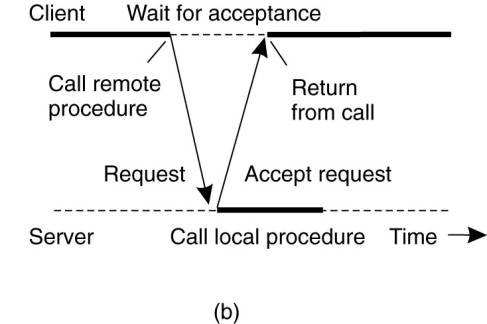 Client
Wait for acceptance
Call remote
procedure
Return
from call
Request
Accept request
Server
Call local procedure
Time
(b)